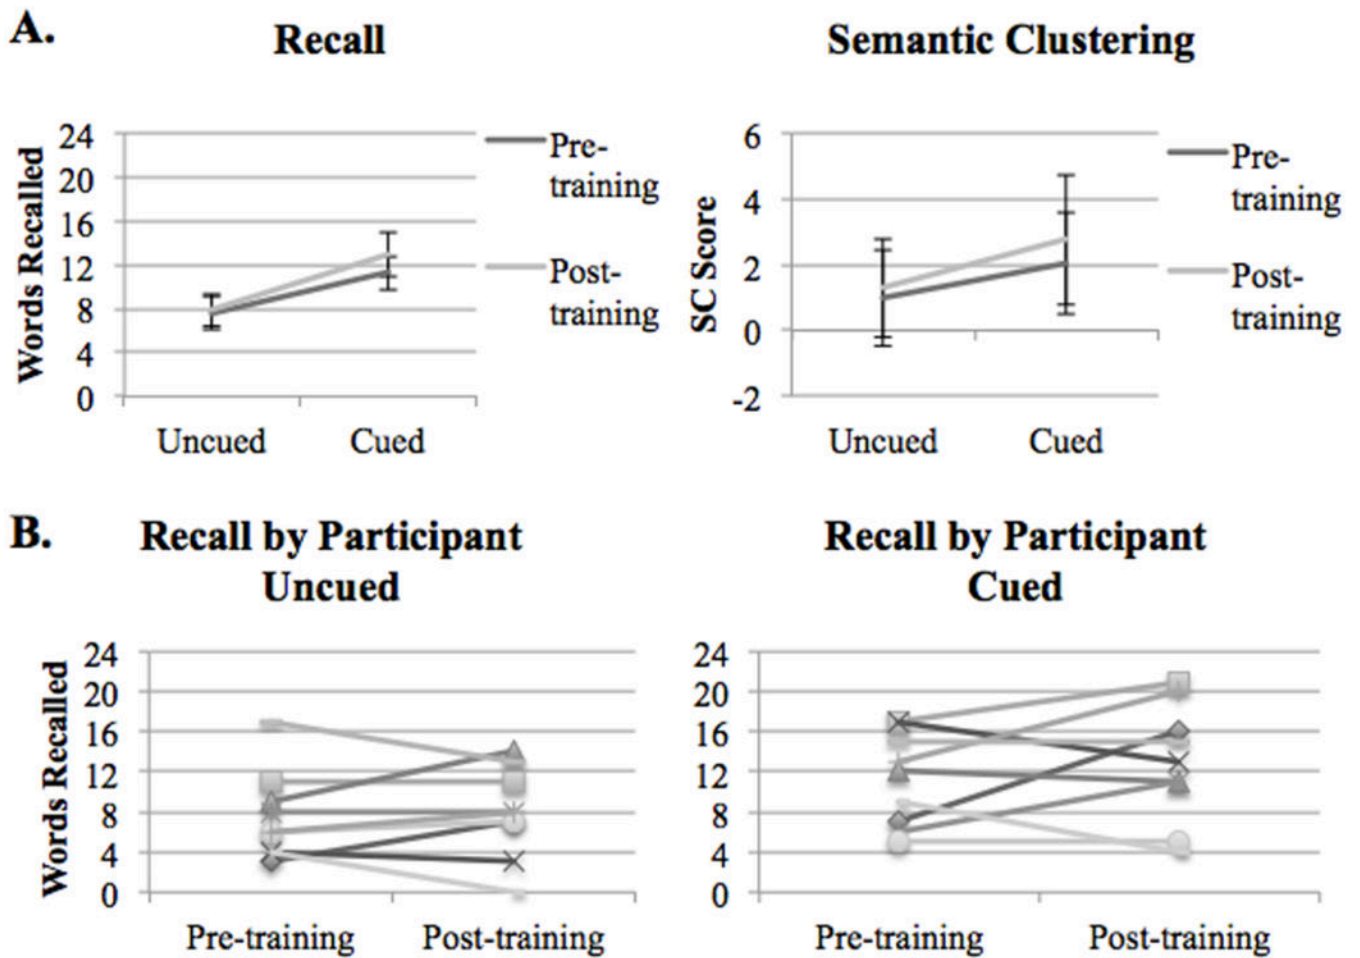 A.
Recall
Semantic Clustering
Words Recalled
24
20
16
12
8
4
0
Uncued
Cued
Pre-
training
Post-
training
SC Score
6
4
2
0
-2
Uncued
Cued
Pre-
training
Post-
training
B.
Recall by Participant
Uncued
Recall by Participant
Cued
Words Recalled
24
20
16
12
8
4
0
Pre-training
Post-training
Words Recalled
24
20
16
12
8
4
0
Pre-training
Post-training